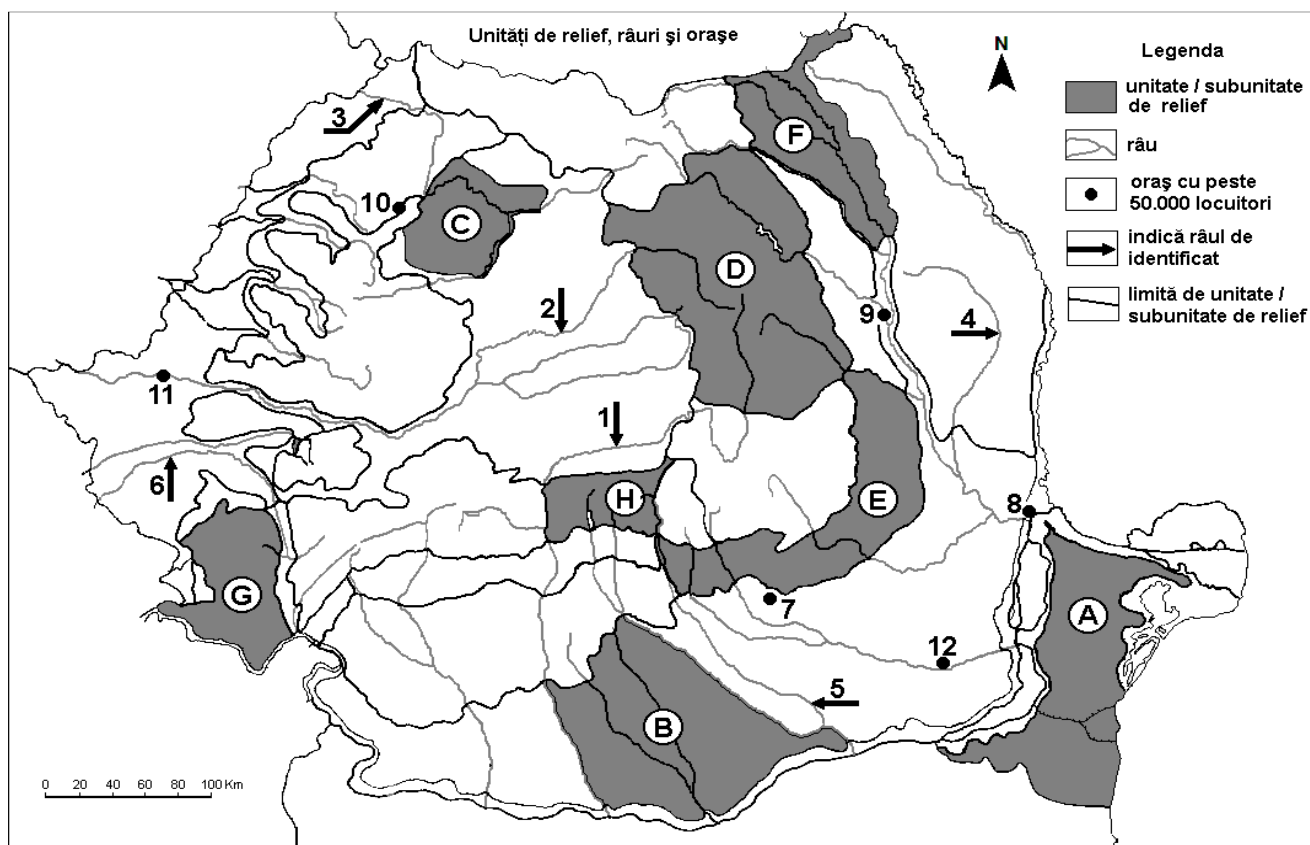 Unități de relief, râuri și orașe
N
Legenda
unitate / subunitate
de relief
râu
oraş cu peste
50.000 locuitori
indică râul de
identificat
limită de unitate /
subunitate de relief
3
F
10
C
D
2
9
4
11
1
6
H
E
8
G
7
A
12
5
B
0 20 40 60 80 100 Km